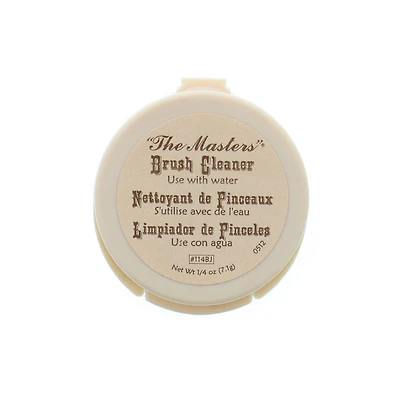 "The Masters"®
Brush Cleaner
Use with water
Nettoyant de Pinceaux
S'utilise avec de l'eau
Limpiador de Pinceles
Use con agua
#114BJ
Net Wt 1/4 oz (7.1g)
0512